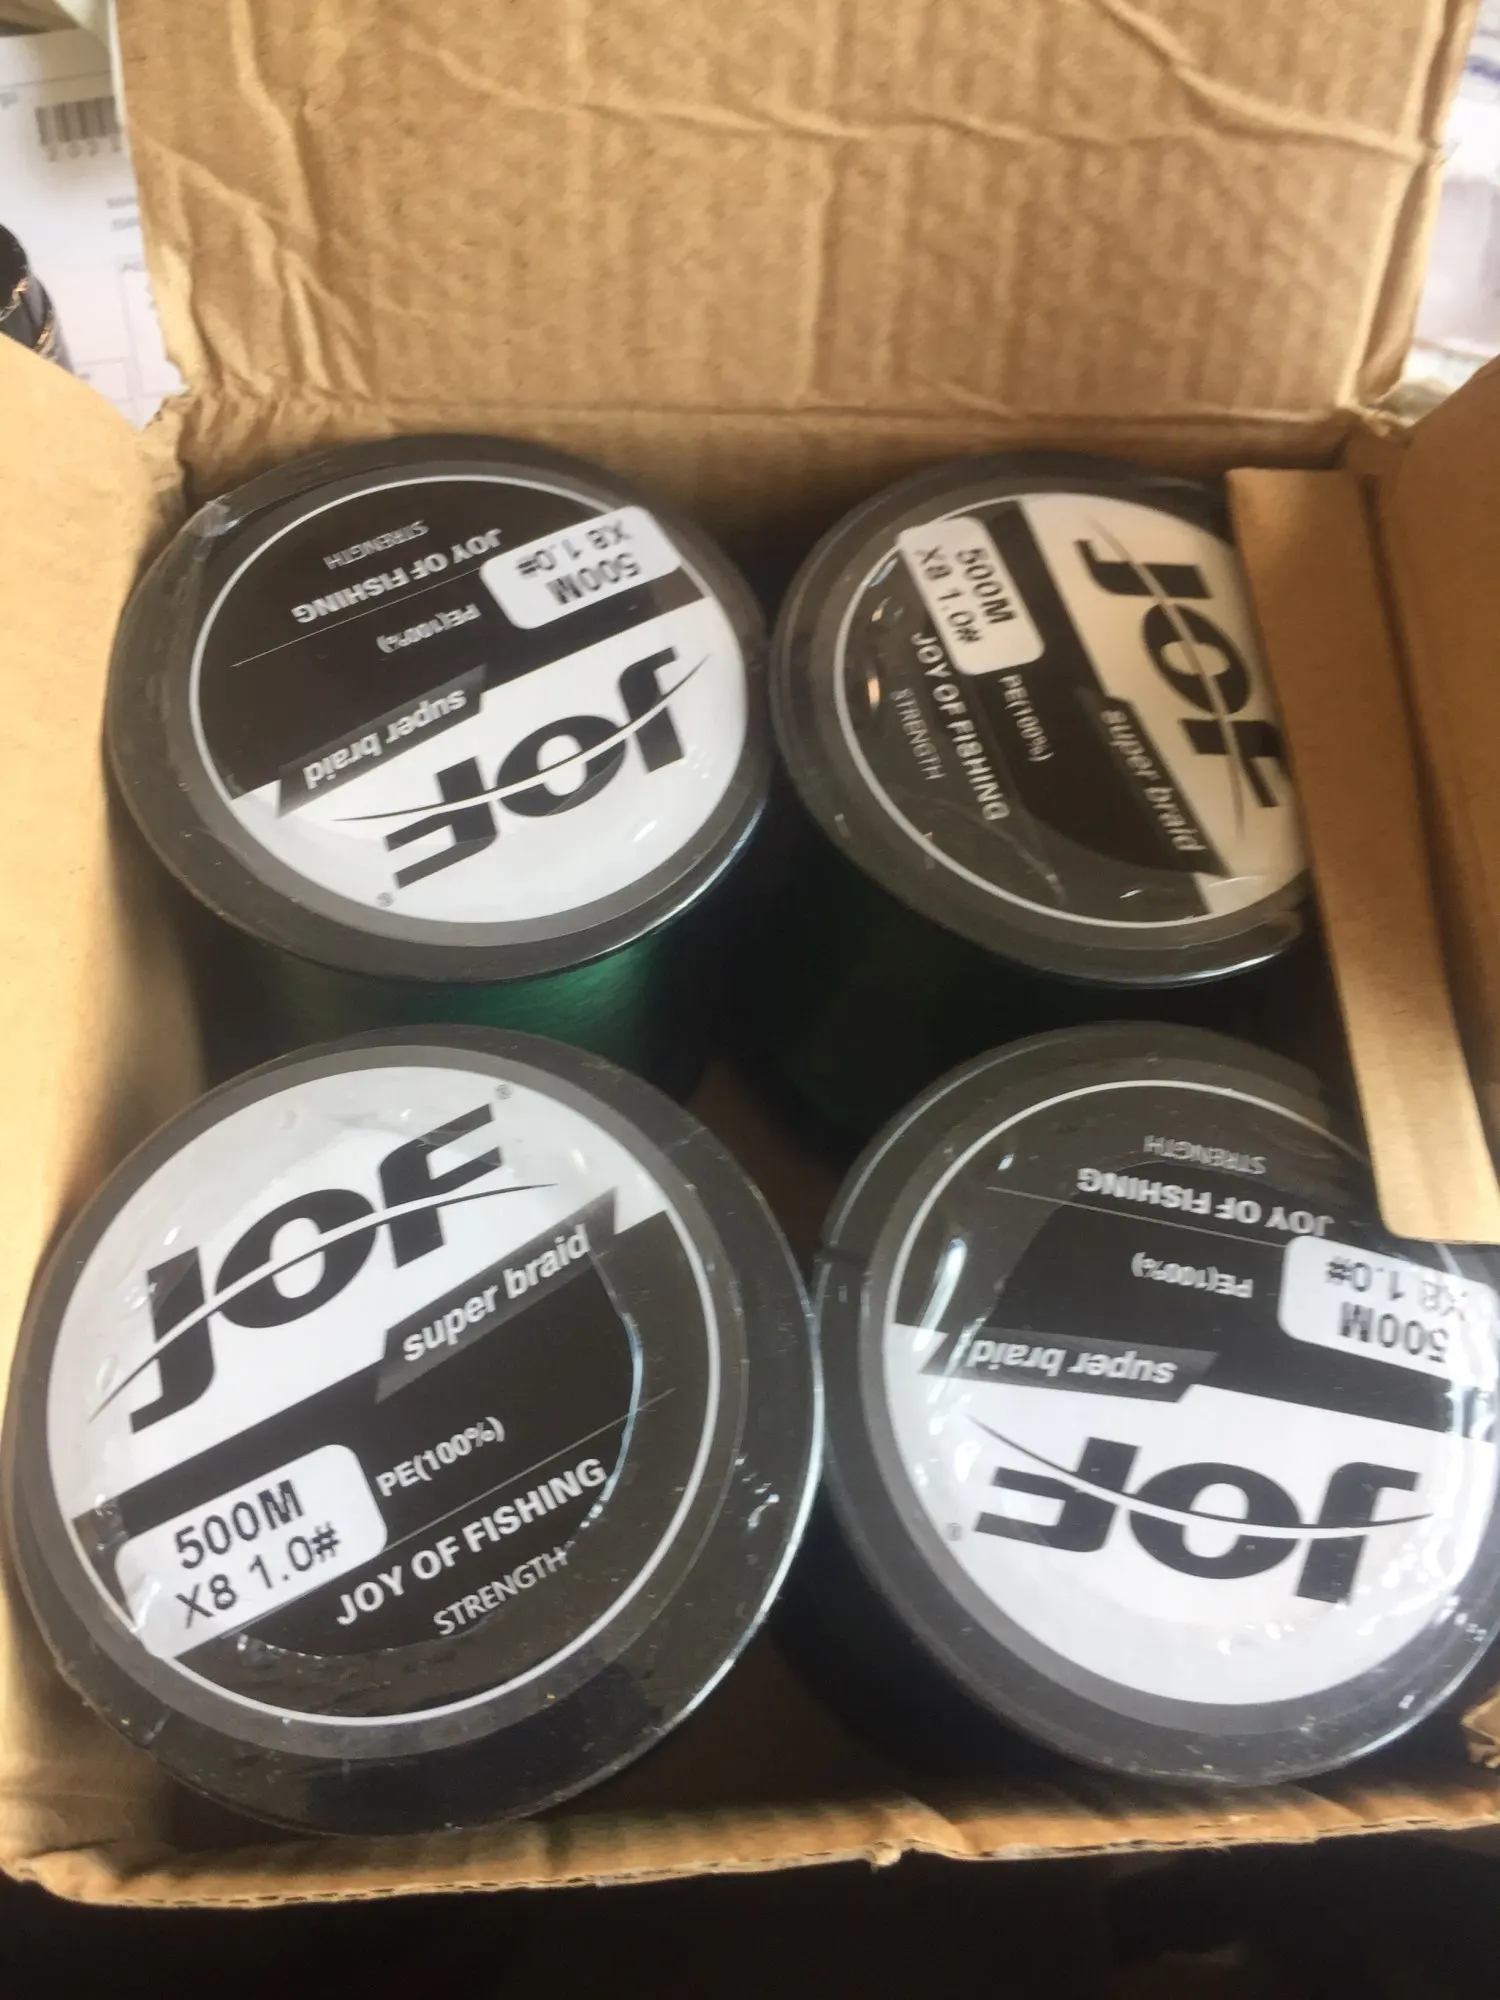 STRENGTH
JOY OF FISHING
PE(100%)
500M
X8 1.0#
super braid
JOF
®
JOF
super braid
500M
X8 1.0#
PE(100%)
JOY OF FISHING
STRENGTH
JOF
®
super braid
PE(100%)
500M
X8 1.0#
JOY OF FISHING
STRENGTH
STRENGTH
JOY OF FISHING
PE(100%)
500M
X8 1.0#
super braid
JOF
®